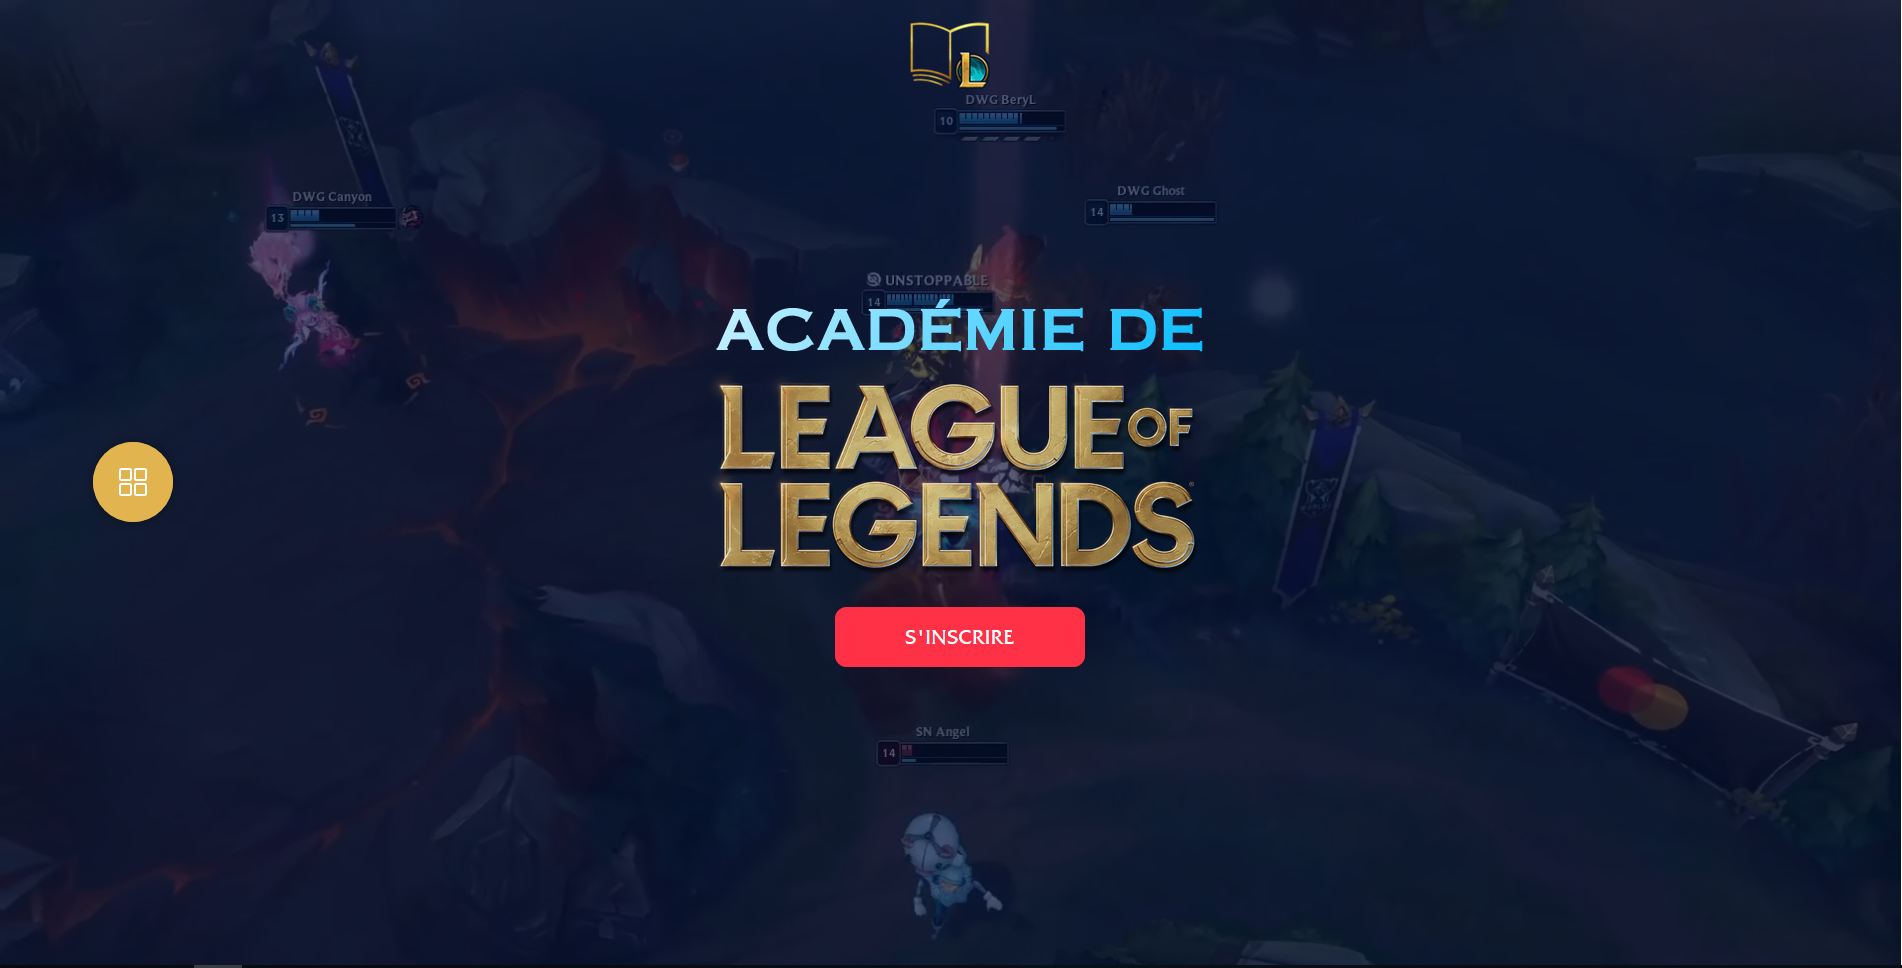 DWG BeryL
10
DWG Canyon
13
DWG Ghost
14
UNSTOPPABLE
14
ACADÉMIE DE
LEAGUE OF
LEGENDS
S'INSCRIRE
SN Angel
14